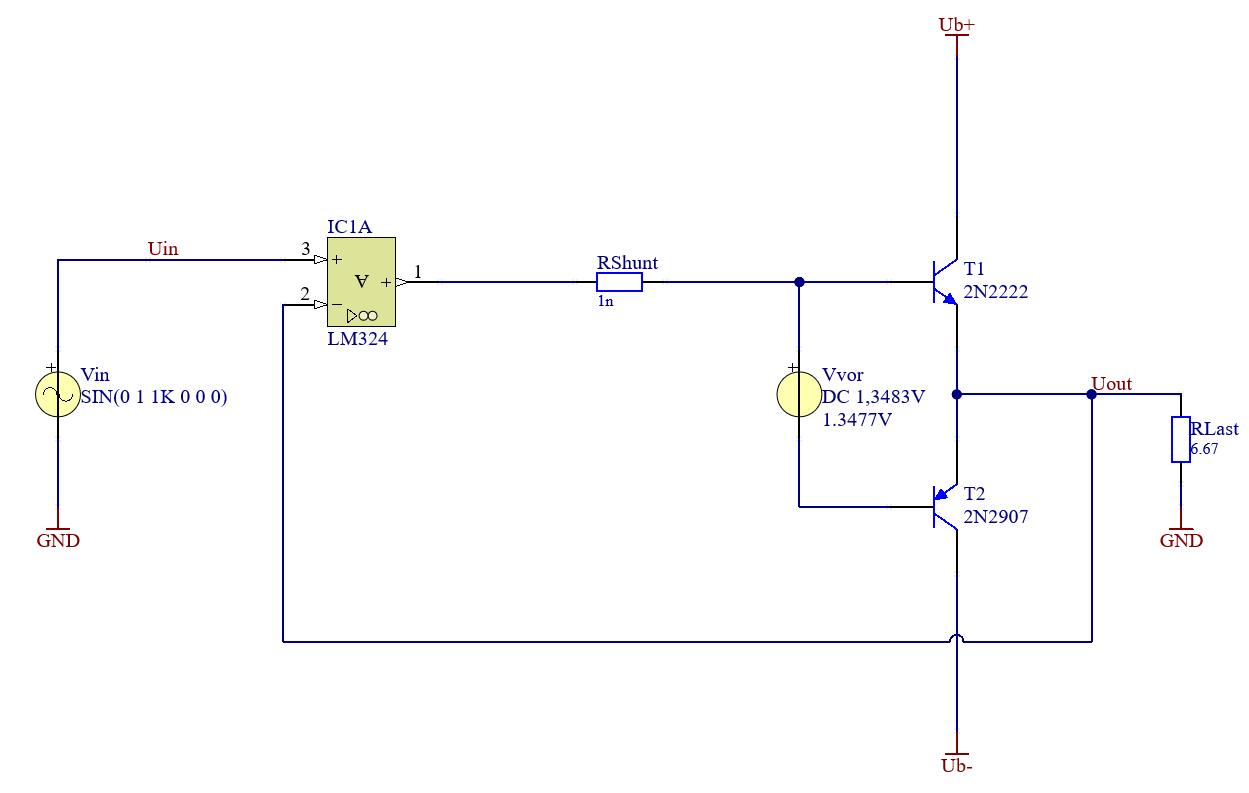 Ub+
IC1A
Uin
3
+
2
−
A
+
1
LM324
RShunt
1n
T1
2N2222
+
Vin
SIN(0 1 1K 0 0 0)
+
Vvor
DC 1,3483V
1.3477V
Uout
RLast
6.67
T2
2N2907
GND
GND
Ub-